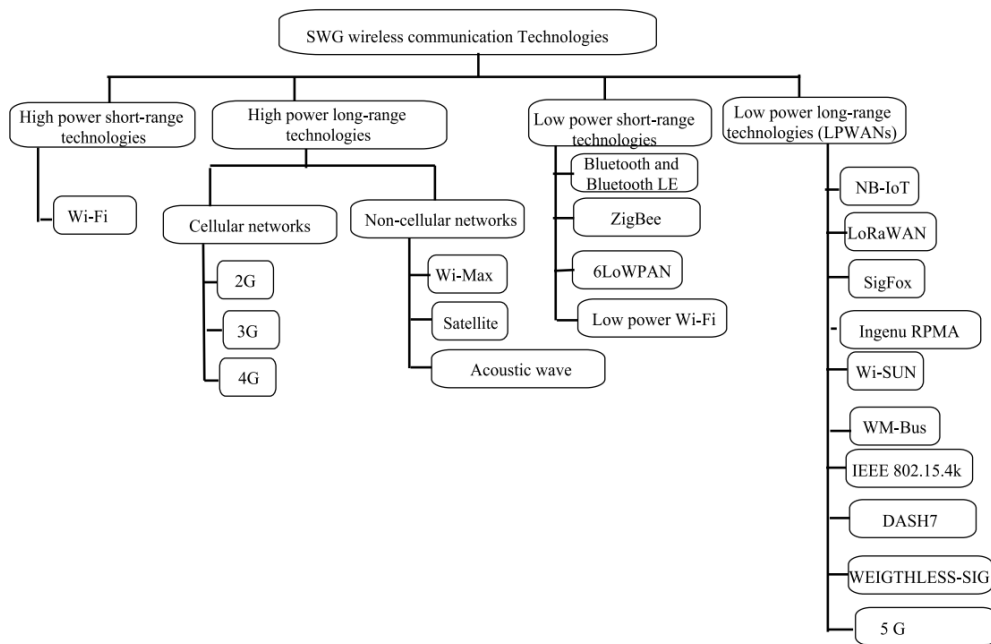 SWG wireless communication Technologies
High power short-range
technologies
High power long-range
technologies
Low power short-range
technologies
Low power long-range
technologies (LPWANs)
Wi-Fi
Cellular networks
2G
3G
4G
Non-cellular networks
Wi-Max
Satellite
Acoustic wave
Bluetooth and
Bluetooth LE
ZigBee
6LoWPAN
Low power Wi-Fi
NB-IoT
LoRaWAN
SigFox
Ingenu RPMA
Wi-SUN
WM-Bus
IEEE 802.15.4k
DASH7
WEIGTHLESS-SIG
5 G